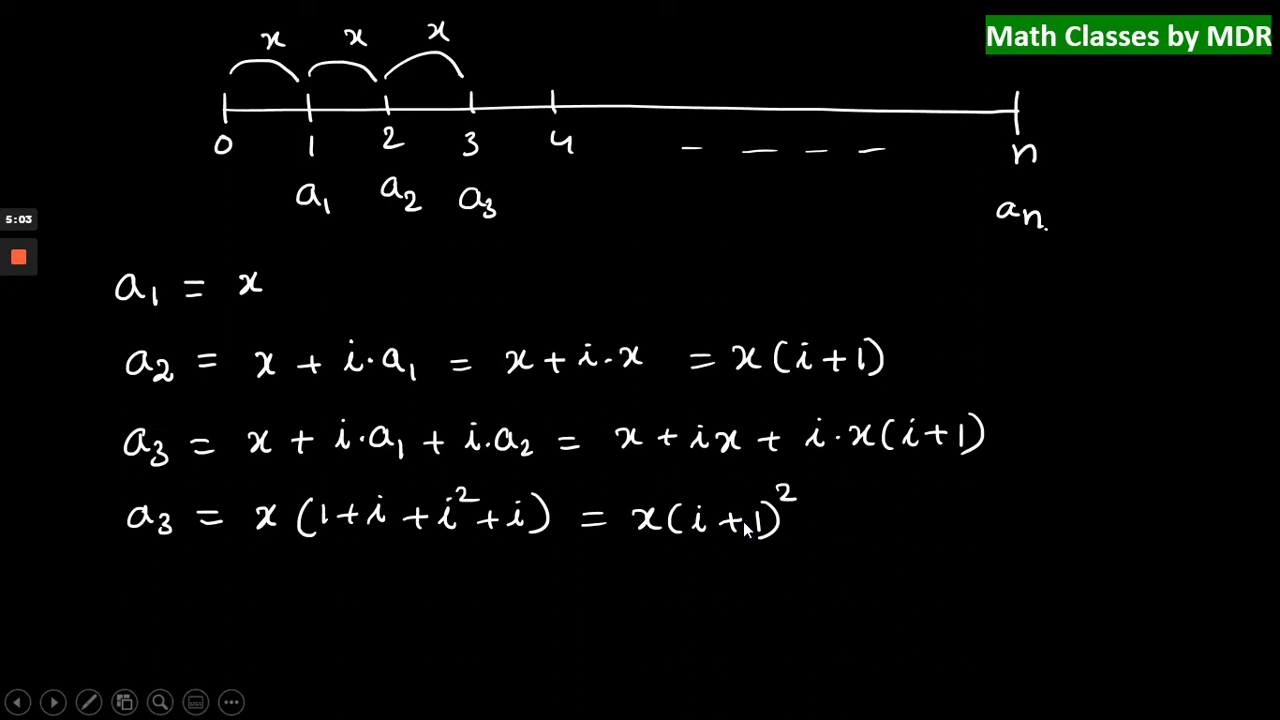 Math Classes by MDR
x x x
0 1 2 3 4 - - - - n
a₁ a₂ a₃ aₙ.
5:03
a₁ = x
a₂ = x + i·a₁ = x + i·x = x(i+1)
a₃ = x + i·a₁ + i·a₂ = x + ix + i·x(i+1)
a₃ = x(1+i+i²+i) = x(i+1)²